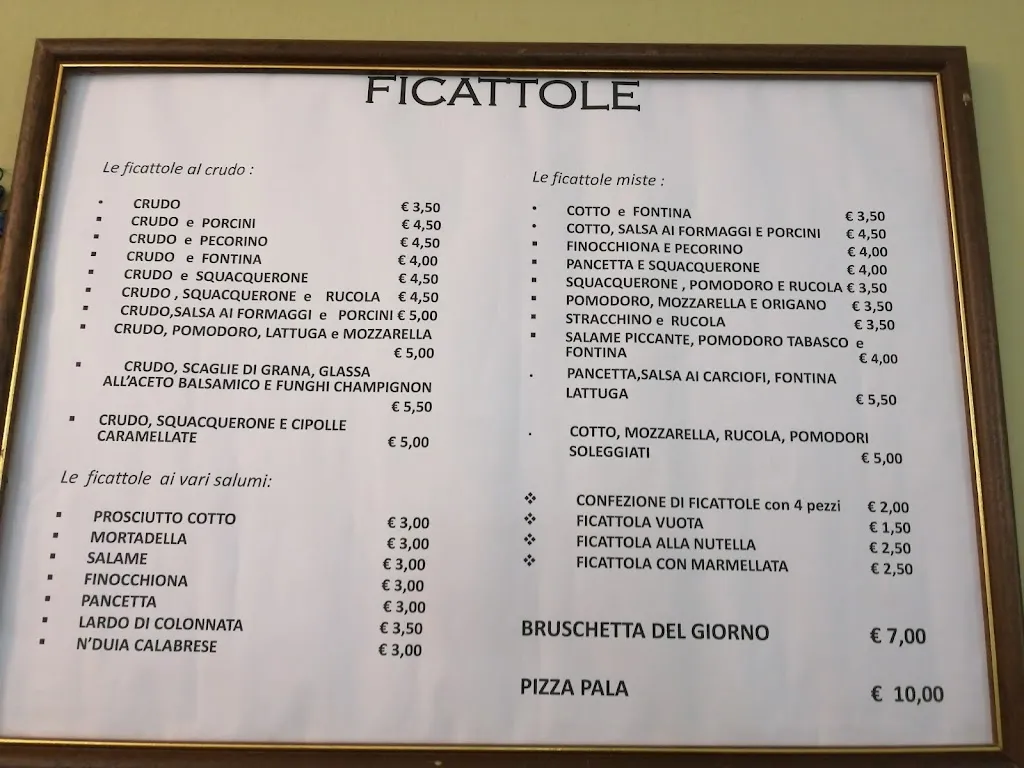 FICATTOLE
Le ficattole al crudo :
CRUDO € 3,50
CRUDO e PORCINI € 4,50
CRUDO e PECORINO € 4,50
CRUDO e FONTINA € 4,00
CRUDO e SQUACQUERONE € 4,50
CRUDO , SQUACQUERONE e RUCOLA € 4,50
CRUDO,SALSA AI FORMAGGI e PORCINI € 5,00
CRUDO, POMODORO, LATTUGA e MOZZARELLA
€ 5,00
CRUDO, SCAGLIE DI GRANA, GLASSA
ALL'ACETO BALSAMICO E FUNGHI CHAMPIGNON
€ 5,50
CRUDO, SQUACQUERONE E CIPOLLE
CARAMELLATE € 5,00
Le ficattole ai vari salumi:
PROSCIUTTO COTTO € 3,00
MORTADELLA € 3,00
SALAME € 3,00
FINOCCHIONA € 3,00
PANCETTA € 3,00
LARDO DI COLONNATA € 3,50
N'DUIA CALABRESE € 3,00
Le ficattole miste :
COTTO e FONTINA € 3,50
COTTO, SALSA AI FORMAGGI E PORCINI € 4,50
FINOCCHIONA E PECORINO € 4,00
PANCETTA E SQUACQUERONE € 4,00
SQUACQUERONE , POMODORO E RUCOLA € 3,50
POMODORO, MOZZARELLA E ORIGANO € 3,50
STRACCHINO e RUCOLA € 3,50
SALAME PICCANTE, POMODORO TABASCO e
FONTINA € 4,00
PANCETTA,SALSA AI CARCIOFI, FONTINA
LATTUGA € 5,50
COTTO, MOZZARELLA, RUCOLA, POMODORI
SOLEGGIATI € 5,00
CONFEZIONE DI FICATTOLE con 4 pezzi € 2,00
FICATTOLA VUOTA € 1,50
FICATTOLA ALLA NUTELLA € 2,50
FICATTOLA CON MARMELLATA € 2,50
BRUSCHETTA DEL GIORNO € 7,00
PIZZA PALA € 10,00